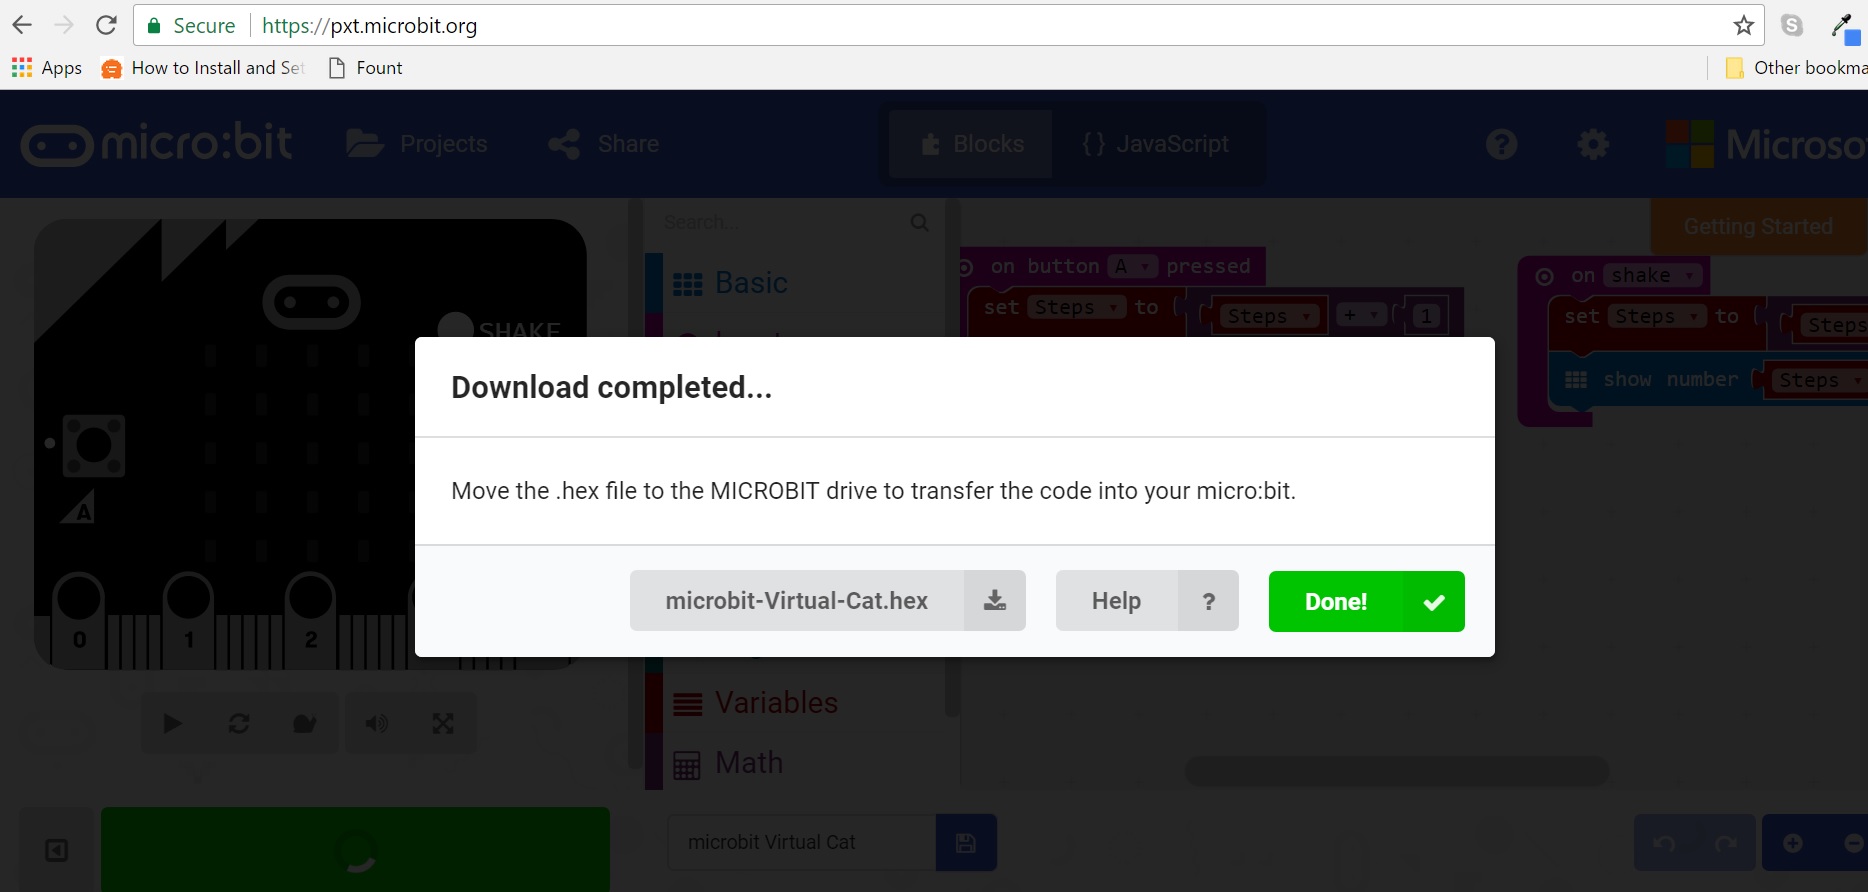 Secure https://pxt.microbit.org
Apps How to Install and Set Fount Other bookma
micro:bit Projects Share Blocks {} JavaScript ? Microso
Search...
Getting Started
Basic
on button A pressed
on shake
set Steps to Steps + 1
set Steps to Steps
SHAKE
show number Steps
Download completed...
Move the .hex file to the MICROBIT drive to transfer the code into your micro:bit.
microbit-Virtual-Cat.hex Help ? Done!
A
0 1 2
Variables
Math
microbit Virtual Cat